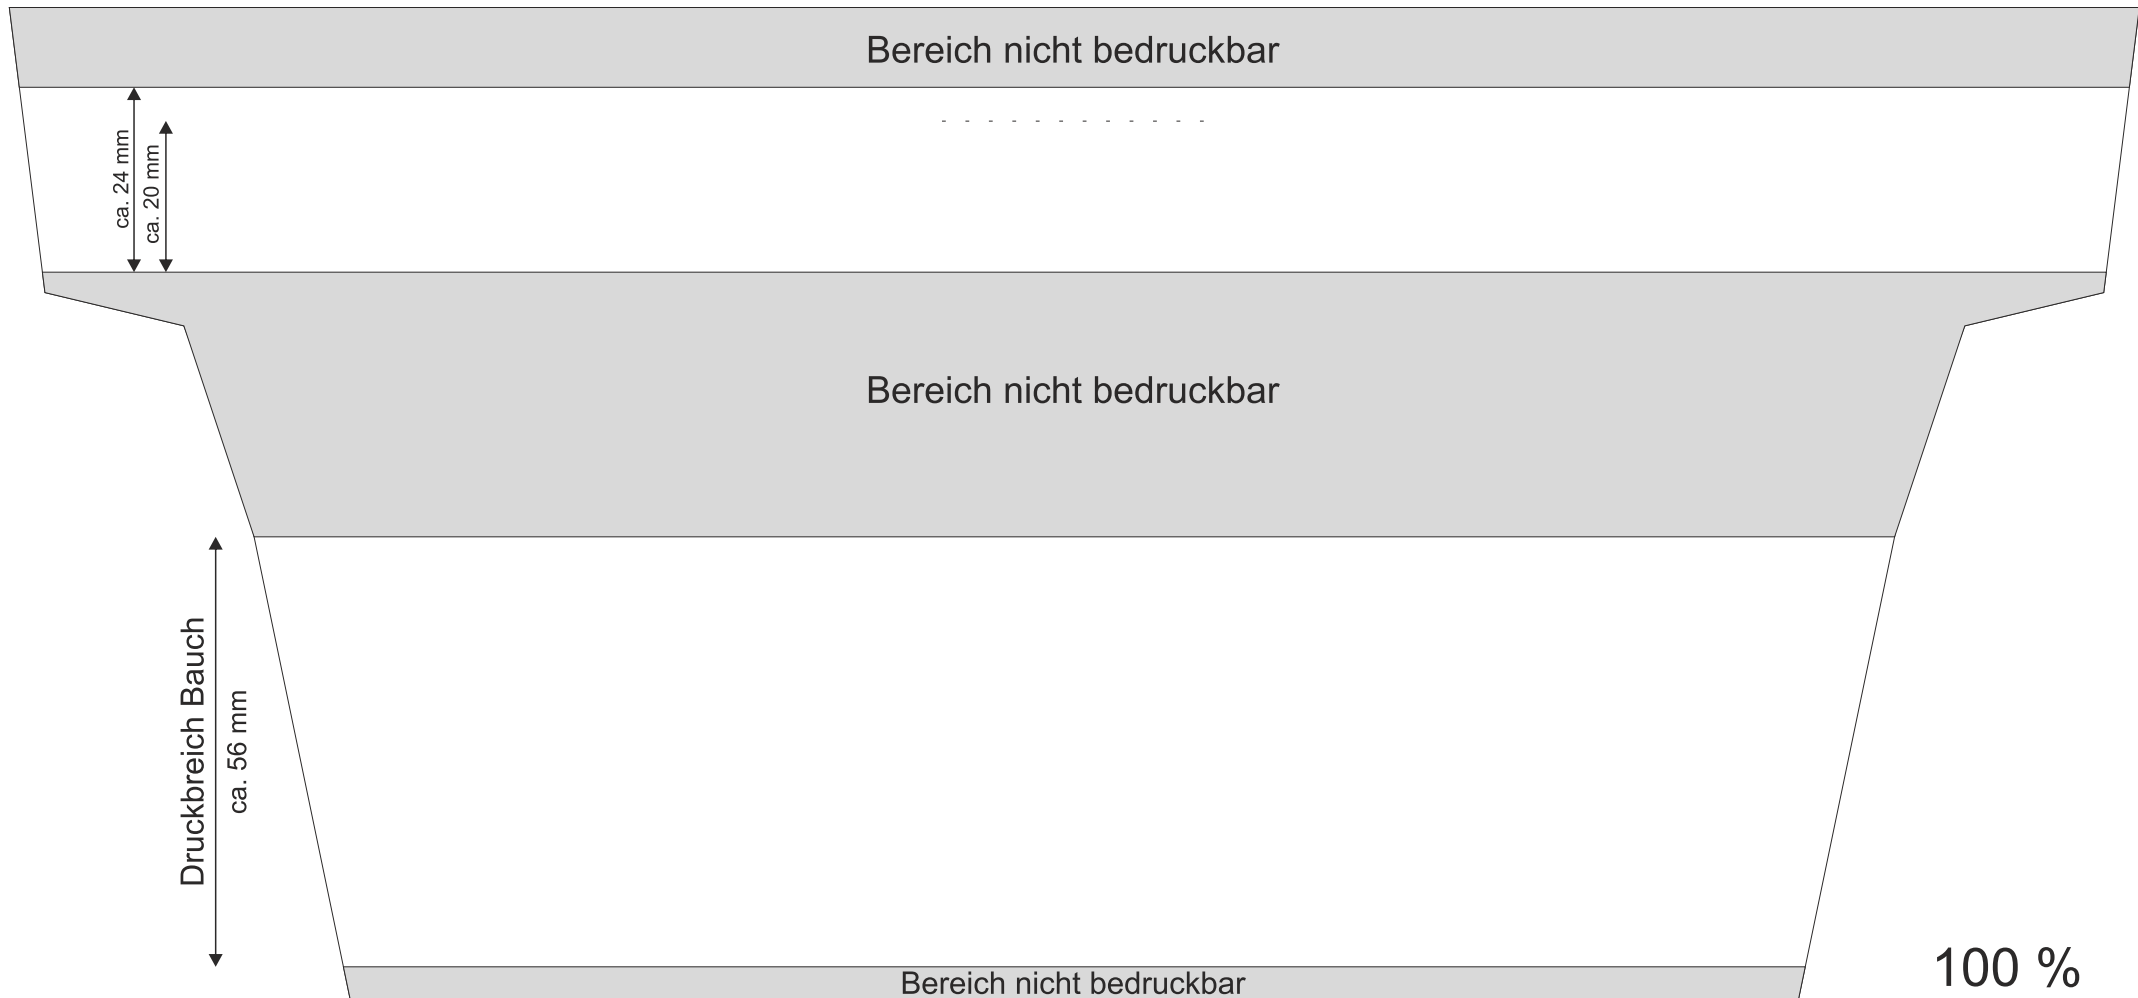 Bereich nicht bedruckbar
ca. 24 mm
ca. 20 mm
Bereich nicht bedruckbar
Druckbreich Bauch
ca. 56 mm
Bereich nicht bedruckbar
100 %